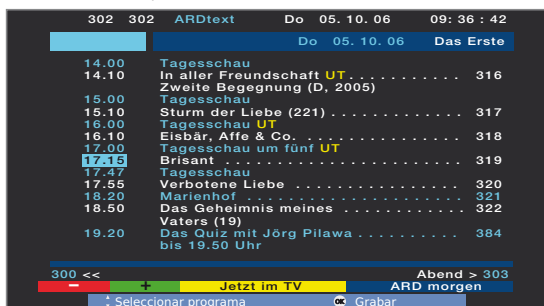 302 302 ARDtext Do 05. 10. 06 09: 36 : 42
Do 05. 10. 06 Das Erste
14.00 Tagesschau
14.10 In aller Freundschaft UT. . . . . . . . . . . 316
Zweite Begegnung (D, 2005)
15.00 Tagesschau
15.10 Sturm der Liebe (221) . . . . . . . . . . . . 317
16.00 Tagesschau UT
16.10 Eisbär, Affe & Co. . . . . . . . . . . . . . . 318
17.00 Tagesschau um fünf UT
17.15 Brisant . . . . . . . . . . . . . . . . . . . . . . 319
17.47 Tagesschau
17.55 Verbotene Liebe . . . . . . . . . . . . . . . 320
18.20 Marienhof . . . . . . . . . . . . . . . . . . . 321
18.50 Das Geheimnis meines . . . . . . . . . . . 322
Vaters (19)
19.20 Das Quiz mit Jörg Pilawa . . . . . . . . . . 384
bis 19.50 Uhr
300 << Abend > 303
− + Jetzt im TV ARD morgen
Seleccionar programa OK Grabar